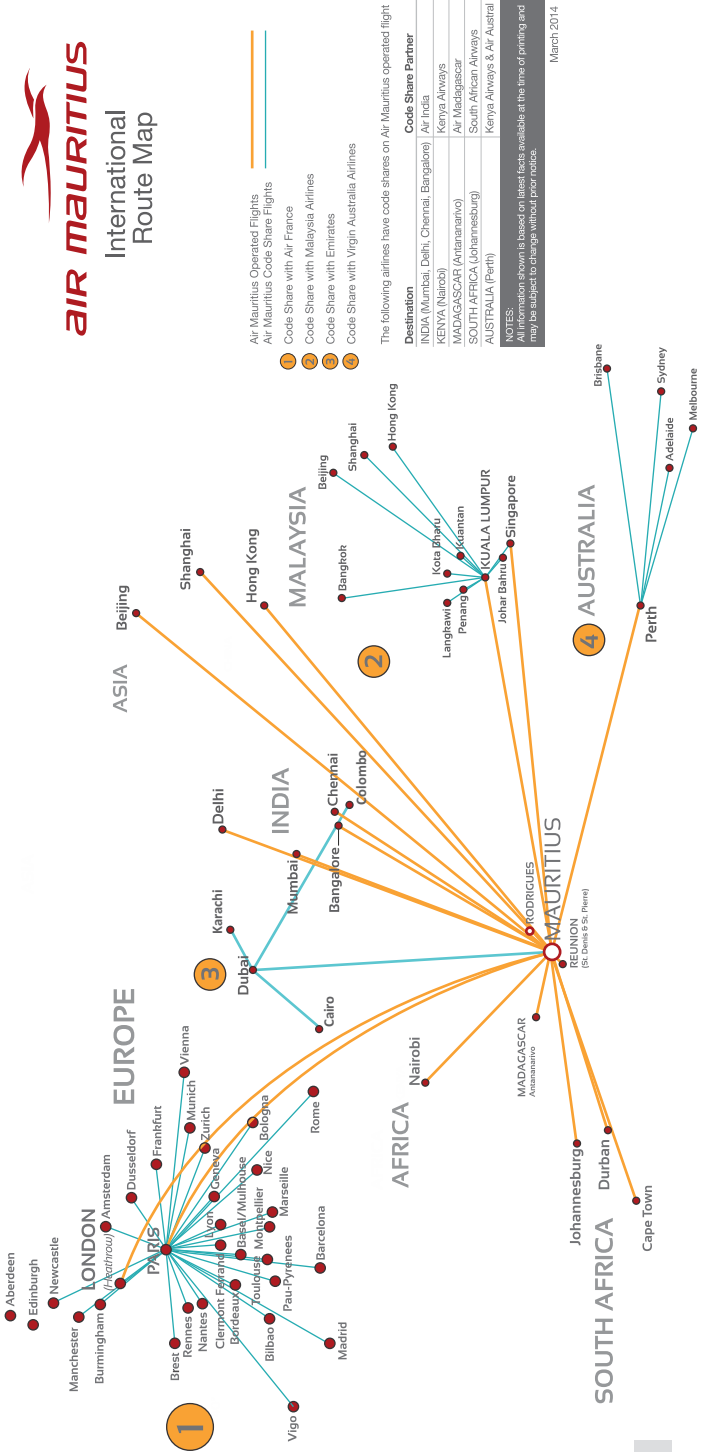 AIR MAURITIUS
International
Route Map
Air Mauritius Operated Flights
Air Mauritius Code Share Flights
1 Code Share with Air France
2 Code Share with Malaysia Airlines
3 Code Share with Emirates
4 Code Share with Virgin Australia Airlines
The following airlines have code shares on Air Mauritius operated flight
Destination Code Share Partner
INDIA (Mumbai, Delhi, Chennai, Bangalore) Air India
KENYA (Nairobi) Kenya Airways
MADAGASCAR (Antananarivo) Air Madagascar
SOUTH AFRICA (Johannesburg) South African Airways
AUSTRALIA (Perth) Kenya Airways & Air Austral
NOTES:
All information shown is based on latest facts available at the time of printing and
may be subject to change without prior notice.
March 2014
EUROPE
1
Aberdeen
Edinburgh
Newcastle
Manchester
Burmingham
LONDON
(Heathrow)
Amsterdam
Dusseldorf
Frankfurt
Vienna
Munich
Zurich
PARIS
Brest
Rennes
Nantes
Geneva
Lyon
Clermont Ferrand
Bordeaux
Basel/Mulhouse
Bologna
Nice
Toulouse
Montpellier
Marseille
Pau-Pyrenees
Bilbao
Vigo
Madrid
Barcelona
Rome
3
Karachi
Dubai
Cairo
ASIA
Beijing
Shanghai
Hong Kong
INDIA
Delhi
Mumbai
Bangalore
Chennai
Colombo
MALAYSIA
2
Beijing
Shanghai
Hong Kong
Bangkok
Kota Bharu
Kuantan
Langkawi
Penang
KUALA LUMPUR
Johar Bahru
Singapore
AUSTRALIA
4
Brisbane
Sydney
Adelaide
Melbourne
Perth
RODRIGUES
MAURITIUS
REUNION
(St. Denis & St. Pierre)
AFRICA
Nairobi
MADAGASCAR
Antananarivo
SOUTH AFRICA
Johannesburg
Durban
Cape Town